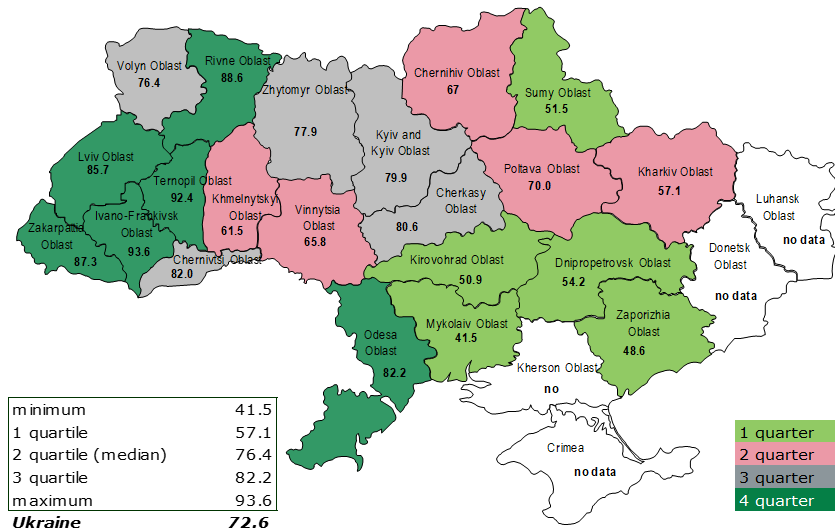 Volyn Oblast
76.4
Rivne Oblast
88.6
Zhytomyr Oblast
77.9
Kyiv and
Kyiv Oblast
79.9
Chernihiv Oblast
67
Sumy Oblast
51.5
Lviv Oblast
85.7
Ternopil Oblast
92.4
Khmelnytskyi
Oblast
61.5
Vinnytsia
Oblast
65.8
Cherkasy
Oblast
80.6
Poltava Oblast
70.0
Kharkiv Oblast
57.1
Luhansk
Oblast
no data
Zakarpattia
Oblast
87.3
Ivano-Frankivsk
Oblast
93.6
Chernivtsi Oblast
82.0
Kirovohrad Oblast
50.9
Dnipropetrovsk Oblast
54.2
Donetsk
Oblast
no data
Odesa
Oblast
82.2
Mykolaiv Oblast
41.5
Zaporizhia
Oblast
48.6
Kherson Oblast
no
Crimea
no data
minimum 41.5
1 quartile 57.1
2 quartile (median) 76.4
3 quartile 82.2
maximum 93.6
Ukraine 72.6
1 quarter
2 quarter
3 quarter
4 quarter